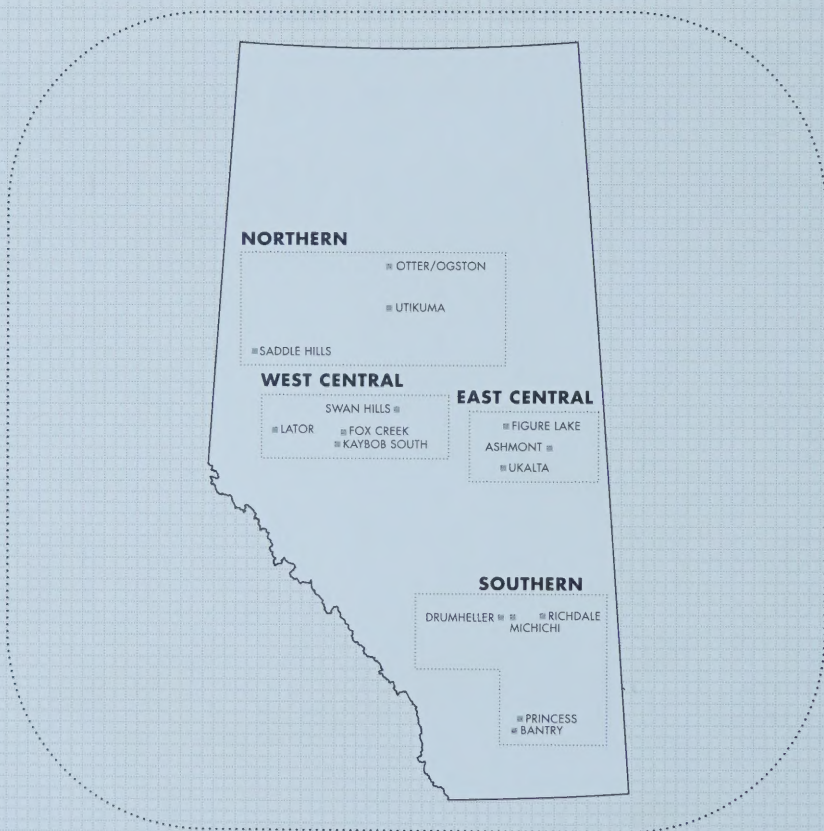 NORTHERN
OTTER/OGSTON
UTIKUMA
SADDLE HILLS
WEST CENTRAL
SWAN HILLS
LATOR
FOX CREEK
KAYBOB SOUTH
EAST CENTRAL
FIGURE LAKE
ASHMONT
UKALTA
SOUTHERN
DRUMHELLER
MICHICHI
RICHDALE
PRINCESS
BANTRY